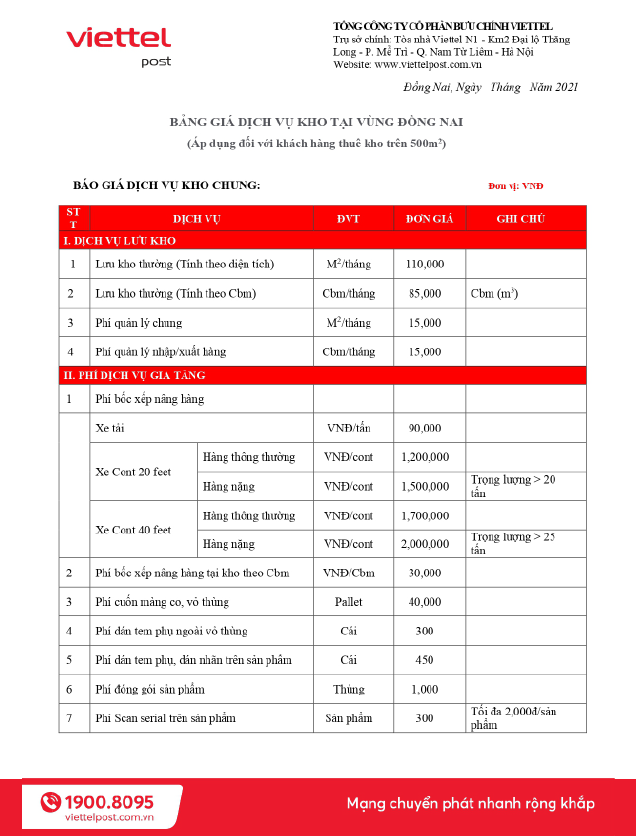 viettel
post
TỔNG CÔNG TY CỔ PHẦN BƯU CHÍNH VIETTEL
Trụ sở chính: Tòa nhà Viettel N1 - Km2 Đại lộ Thăng
Long - P. Mễ Trì - Q. Nam Từ Liêm - Hà Nội
Website: www.viettelpost.com.vn
Đồng Nai, Ngày Tháng Năm 2021
BẢNG GIÁ DỊCH VỤ KHO TẠI VÙNG ĐỒNG NAI
(Áp dụng đối với khách hàng thuê kho trên 500m²)
BÁO GIÁ DỊCH VỤ KHO CHUNG: Đơn vị: VNĐ
ST
T DỊCH VỤ ĐVT ĐƠN GIÁ GHI CHÚ
I. DỊCH VỤ LƯU KHO
1 Lưu kho thường (Tính theo diện tích) M²/tháng 110,000
2 Lưu kho thường (Tính theo Cbm) Cbm/tháng 85,000 Cbm (m³)
3 Phí quản lý chung M²/tháng 15,000
4 Phí quản lý nhập/xuất hàng Cbm/tháng 15,000
II. PHÍ DỊCH VỤ GIA TĂNG
1 Phí bốc xếp nâng hàng
Xe tải VNĐ/tấn 90,000
Xe Cont 20 feet Hàng thông thường VNĐ/cont 1,200,000
Hàng nặng VNĐ/cont 1,500,000 Trọng lượng > 20
tấn
Xe Cont 40 feet Hàng thông thường VNĐ/cont 1,700,000
Hàng nặng VNĐ/cont 2,000,000 Trọng lượng > 25
tấn
2 Phí bốc xếp nâng hàng tại kho theo Cbm VNĐ/Cbm 30,000
3 Phí cuốn màng co, vỏ thùng Pallet 40,000
4 Phí dán tem phụ ngoài vỏ thùng Cái 300
5 Phí dán tem phụ, dán nhãn trên sản phẩm Cái 450
6 Phí đóng gói sản phẩm Thùng 1,000
7 Phí Scan serial trên sản phẩm Sản phẩm 300 Tối đa 2,000đ/sản
phẩm
1900.8095
viettelpost.com.vn
Mạng chuyển phát nhanh rộng khắp